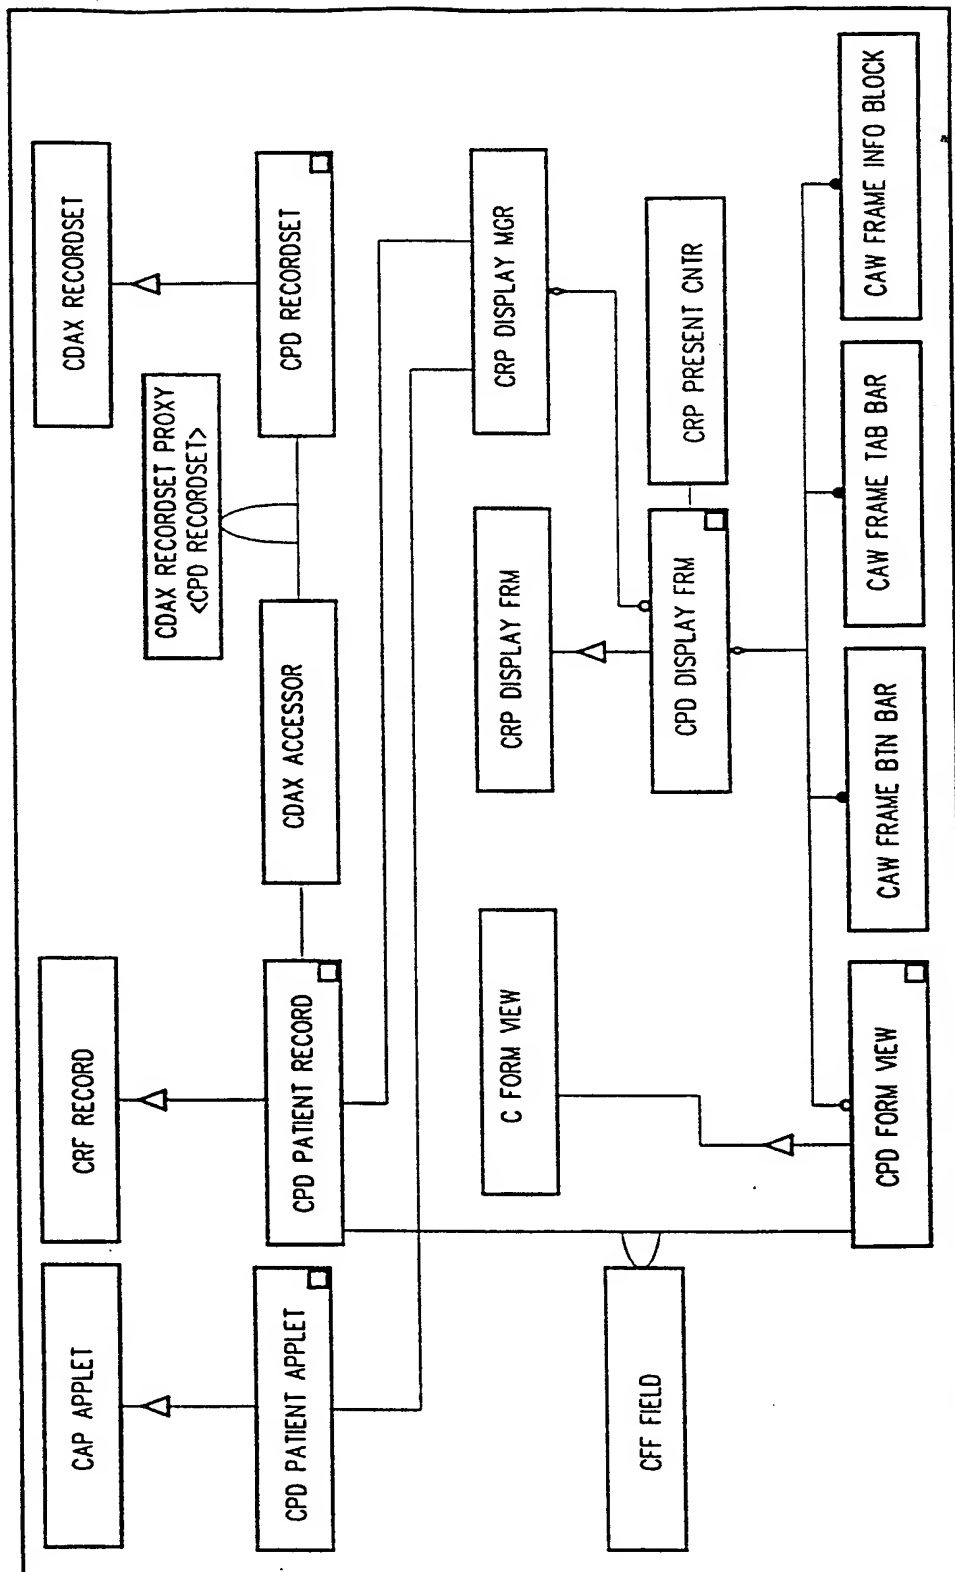 CAP APPLET
CRF RECORD
CDAX RECORDSET
CDAX RECORDSET PROXY
<CPD RECORDSET>
CPD PATIENT APPLET
CPD PATIENT RECORD
CDAX ACCESSOR
CPD RECORDSET
C FORM VIEW
CRP DISPLAY FRM
CRP DISPLAY MGR
CFF FIELD
CPD DISPLAY FRM
CRP PRESENT CNTR
CPD FORM VIEW
CAW FRAME BTN BAR
CAW FRAME TAB BAR
CAW FRAME INFO BLOCK